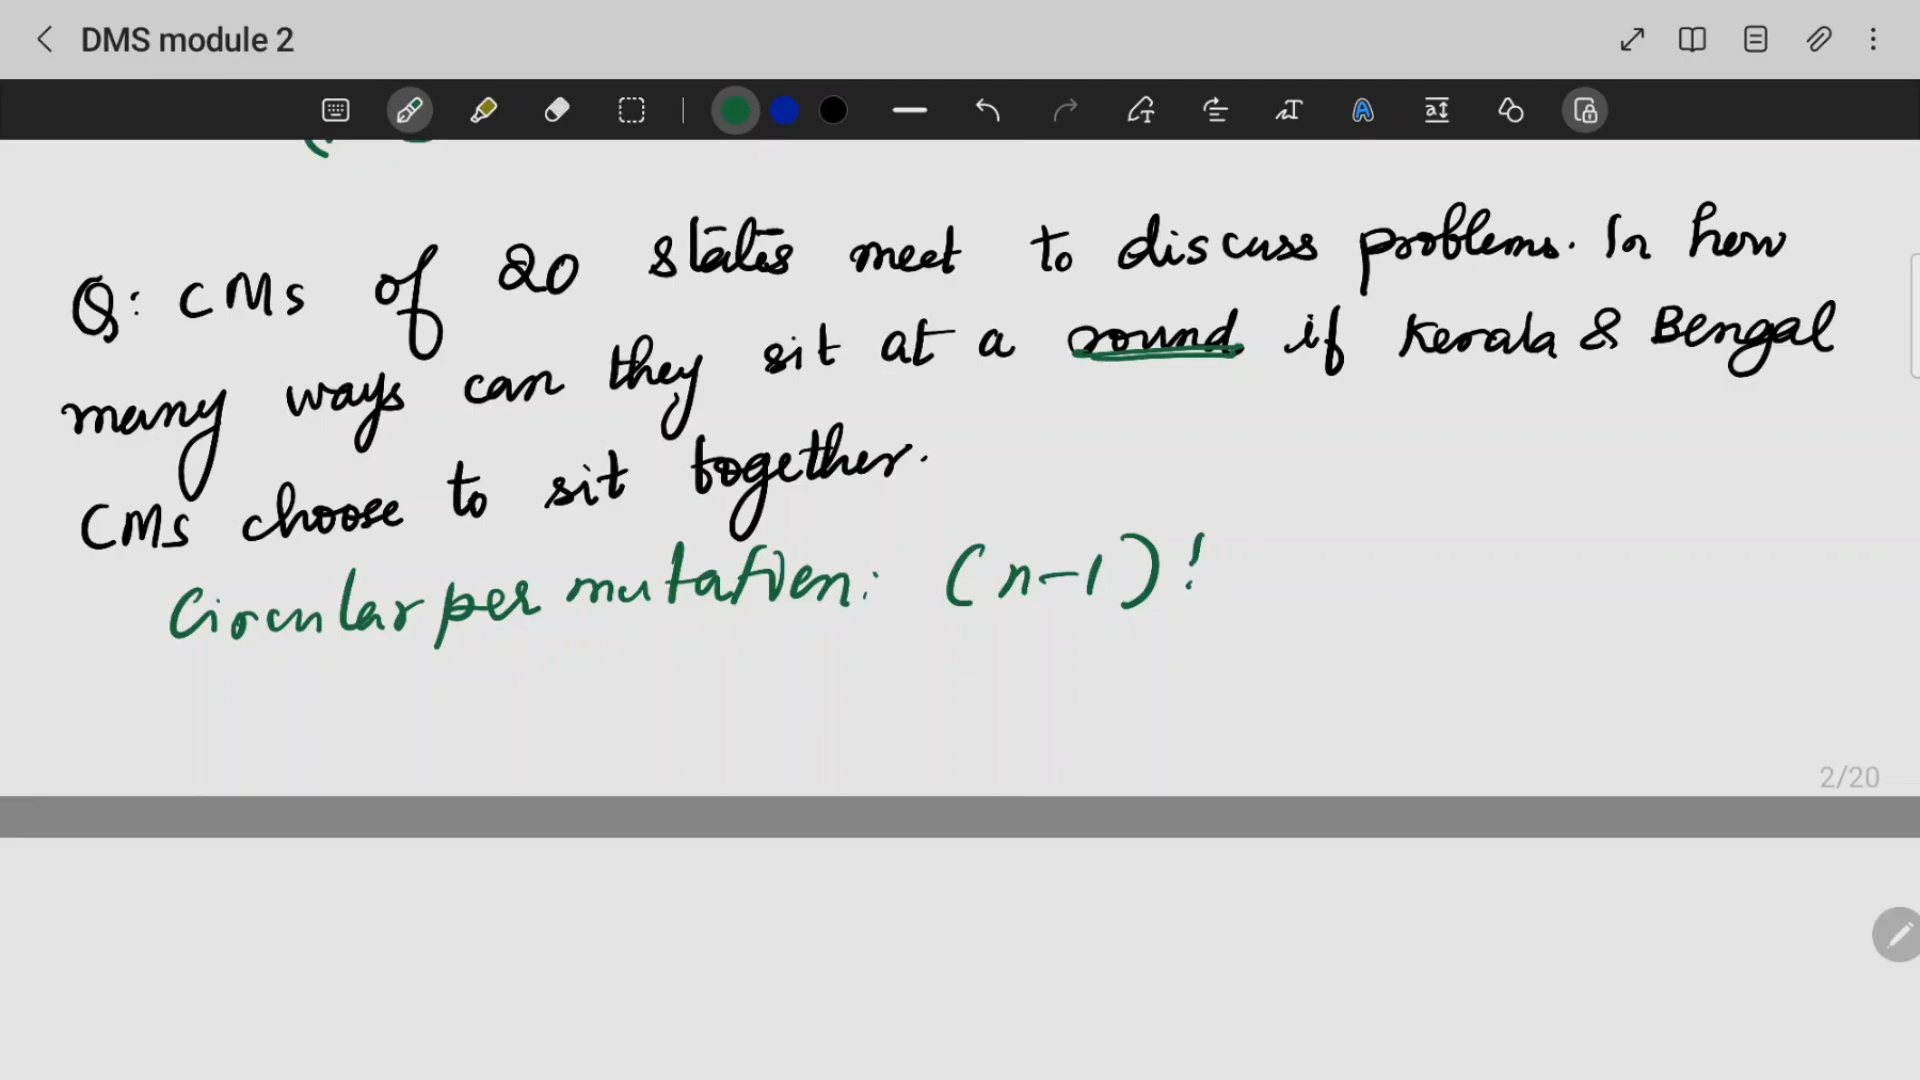 DMS module 2
Q: CMs of 20 states meet to discuss problems. In how
many ways can they sit at a round if Kerala & Bengal
CMs choose to sit together.
Circular permutation: (n-1)!
2/20